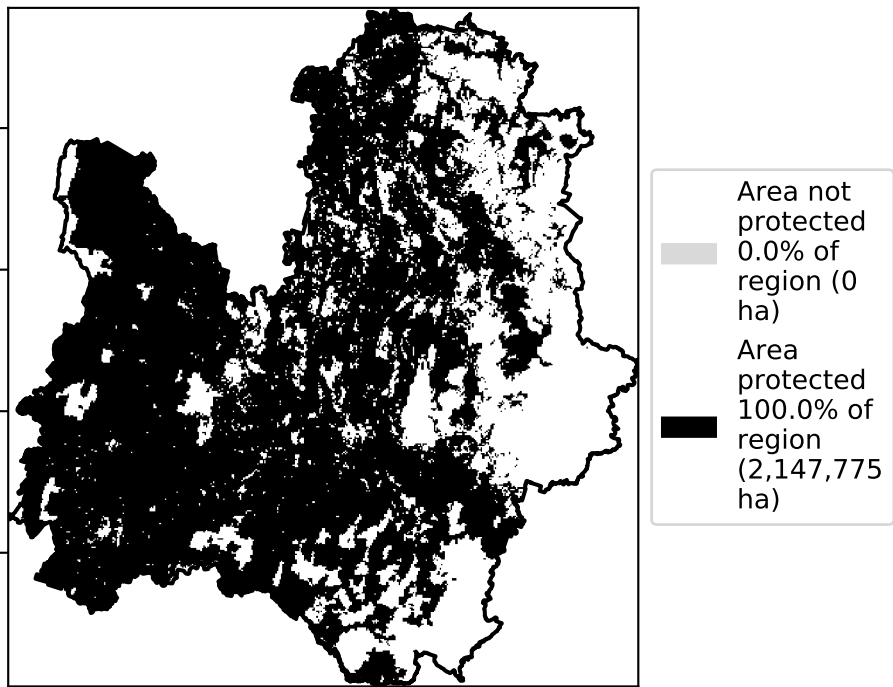 Area not
protected
0.0% of
region (0
ha)
Area
protected
100.0% of
region
(2,147,775
ha)